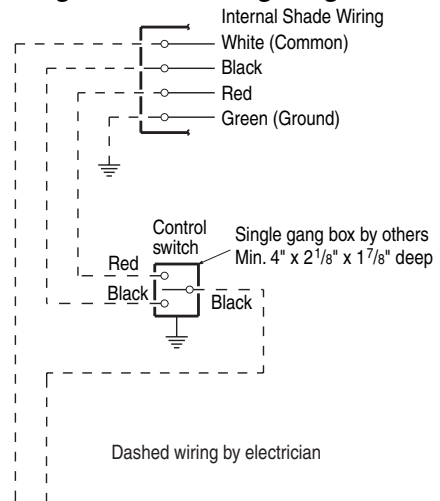 Internal Shade Wiring
White (Common)
Black
Red
Green (Ground)
Control
switch
Single gang box by others
Min. 4" x 2 1/8" x 1 7/8" deep
Red
Black
Black
Dashed wiring by electrician